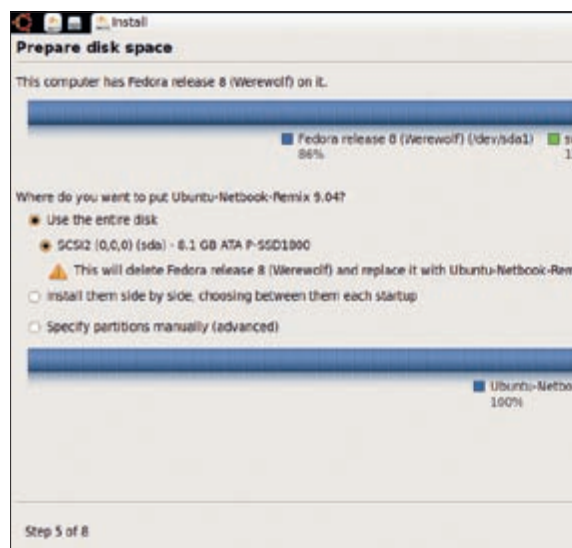 Install
Prepare disk space
This computer has Fedora release 8 (Werewolf) on it.
Fedora release 8 (Werewolf) (/dev/sda1)
86%
Where do you want to put Ubuntu-Netbook-Remix 9.04?
Use the entire disk
SCSI2 (0,0,0) (sda) - 8.1 GB ATA P-SSD1800
This will delete Fedora release 8 (Werewolf) and replace it with Ubuntu-Netbook-Rem
Install them side by side, choosing between them each startup
Specify partitions manually (advanced)
Ubuntu-Netbo
100%
Step 5 of 8